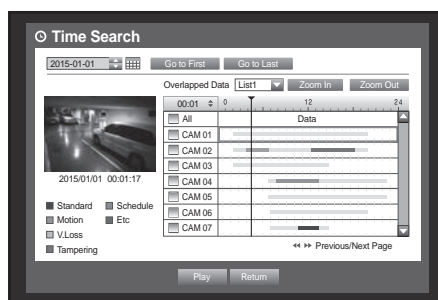 Time Search
2015-01-01 Go to First Go to Last
Overlapped Data List1 Zoom In Zoom Out
00:01 0 12 24
All Data
CAM 01
CAM 02
CAM 03
CAM 04
CAM 05
CAM 06
CAM 07
2015/01/01 00:01:17
Standard Schedule
Motion Etc
V.Loss
Tampering
Previous/Next Page
Play Return